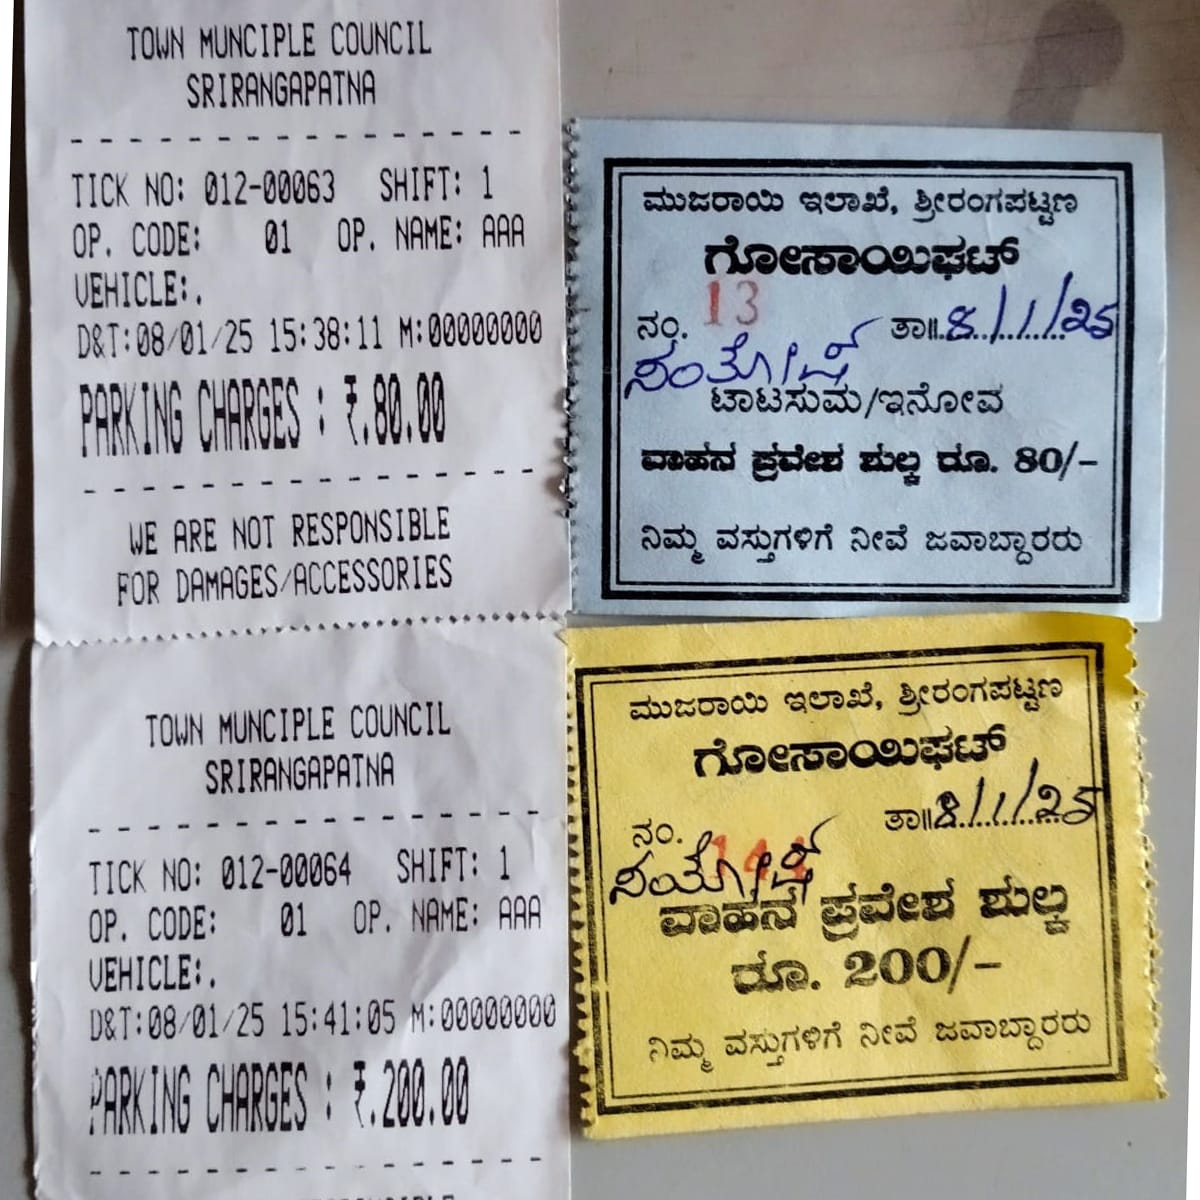 TOWN MUNCIPLE COUNCIL
SRIRANGAPATNA
TICK NO: 012-00063 SHIFT: 1
OP. CODE: 01 OP. NAME: AAA
VEHICLE:.
D&T:08/01/25 15:38:11 M:00000000
PARKING CHARGES : ₹.80.00
WE ARE NOT RESPONSIBLE
FOR DAMAGES/ACCESSORIES
TOWN MUNCIPLE COUNCIL
SRIRANGAPATNA
TICK NO: 012-00064 SHIFT: 1
OP. CODE: 01 OP. NAME: AAA
VEHICLE:.
D&T:08/01/25 15:41:05 M:00000000
PARKING CHARGES : ₹.200.00
ಮುಜರಾಯಿ ಇಲಾಖೆ, ಶ್ರೀರಂಗಪಟ್ಟಣ
ಗೋಸಾಯಿಘಟ್
ನಂ. 13 ತಾ॥ 8/1/25
ಸಂತೋಷ್
ಟಾಟಸುಮ/ಇನೋವ
ವಾಹನ ಪ್ರವೇಶ ಶುಲ್ಕ ರೂ. 80/-
ನಿಮ್ಮ ವಸ್ತುಗಳಿಗೆ ನೀವೆ ಜವಾಬ್ದಾರರು
ಮುಜರಾಯಿ ಇಲಾಖೆ, ಶ್ರೀರಂಗಪಟ್ಟಣ
ಗೋಸಾಯಿಘಟ್
ನಂ. ತಾ॥ 8/1/25
ವಾಹನ ಪ್ರವೇಶ ಶುಲ್ಕ
ರೂ. 200/-
ನಿಮ್ಮ ವಸ್ತುಗಳಿಗೆ ನೀವೆ ಜವಾಬ್ದಾರರು